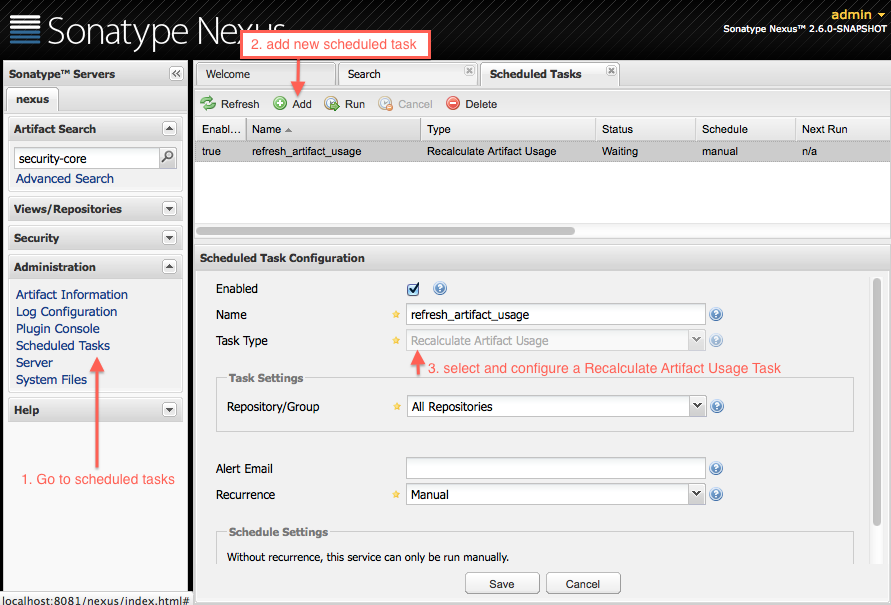 Sonatype Nexus
admin
Sonatype Nexus™ 2.6.0-SNAPSHOT
2. add new scheduled task
Sonatype™ Servers
nexus
Artifact Search
security-core
Advanced Search
Views/Repositories
Security
Administration
Artifact Information
Log Configuration
Plugin Console
Scheduled Tasks
Server
System Files
Help
1. Go to scheduled tasks
localhost:8081/nexus/index.html#
Welcome Search Scheduled Tasks
Refresh Add Run Cancel Delete
Enabl... Name Type Status Schedule Next Run
true refresh_artifact_usage Recalculate Artifact Usage Waiting manual n/a
Scheduled Task Configuration
Enabled
Name refresh_artifact_usage
Task Type Recalculate Artifact Usage
3. select and configure a Recalculate Artifact Usage Task
Task Settings
Repository/Group All Repositories
Alert Email
Recurrence Manual
Schedule Settings
Without recurrence, this service can only be run manually.
Save Cancel